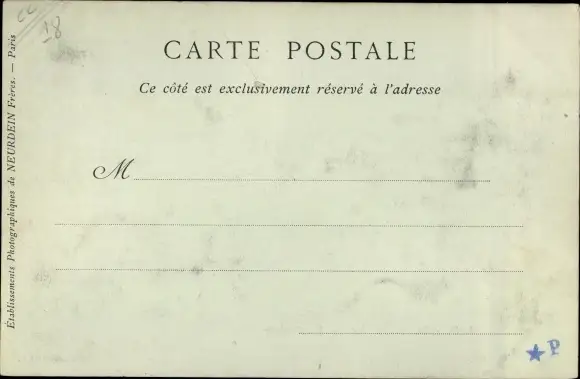 18
CARTE POSTALE
Ce côté est exclusivement réservé à l'adresse
M
Établissements Photographiques de NEURDEIN Frères. — Paris
★ P